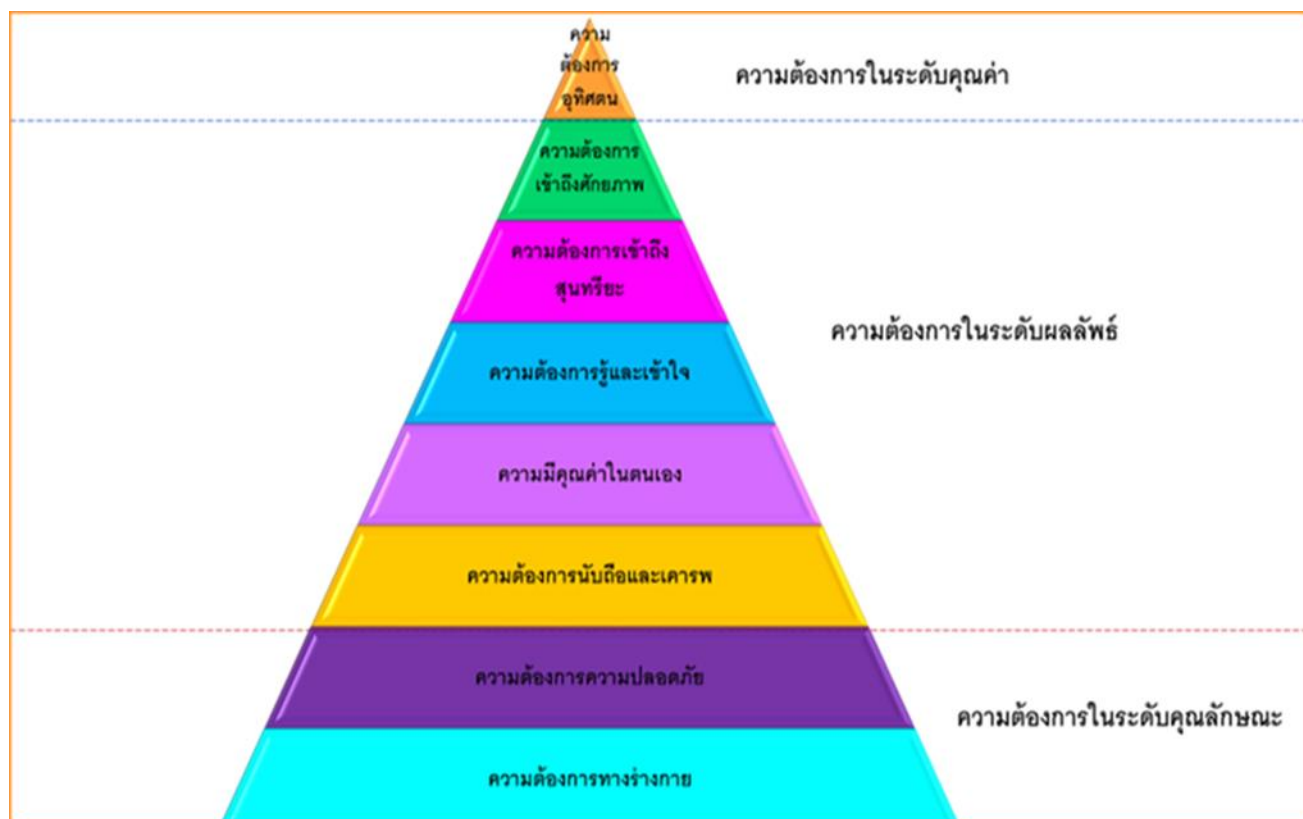 ความ
ต้องการ
อุทิศตน
ความต้องการในระดับคุณค่า
ความต้องการ
เข้าถึงศักยภาพ
ความต้องการเข้าถึง
สุนทรียะ
ความต้องการในระดับผลลัพธ์
ความต้องการรู้และเข้าใจ
ความมีคุณค่าในตนเอง
ความต้องการนับถือและเคารพ
ความต้องการความปลอดภัย
ความต้องการในระดับคุณลักษณะ
ความต้องการทางร่างกาย